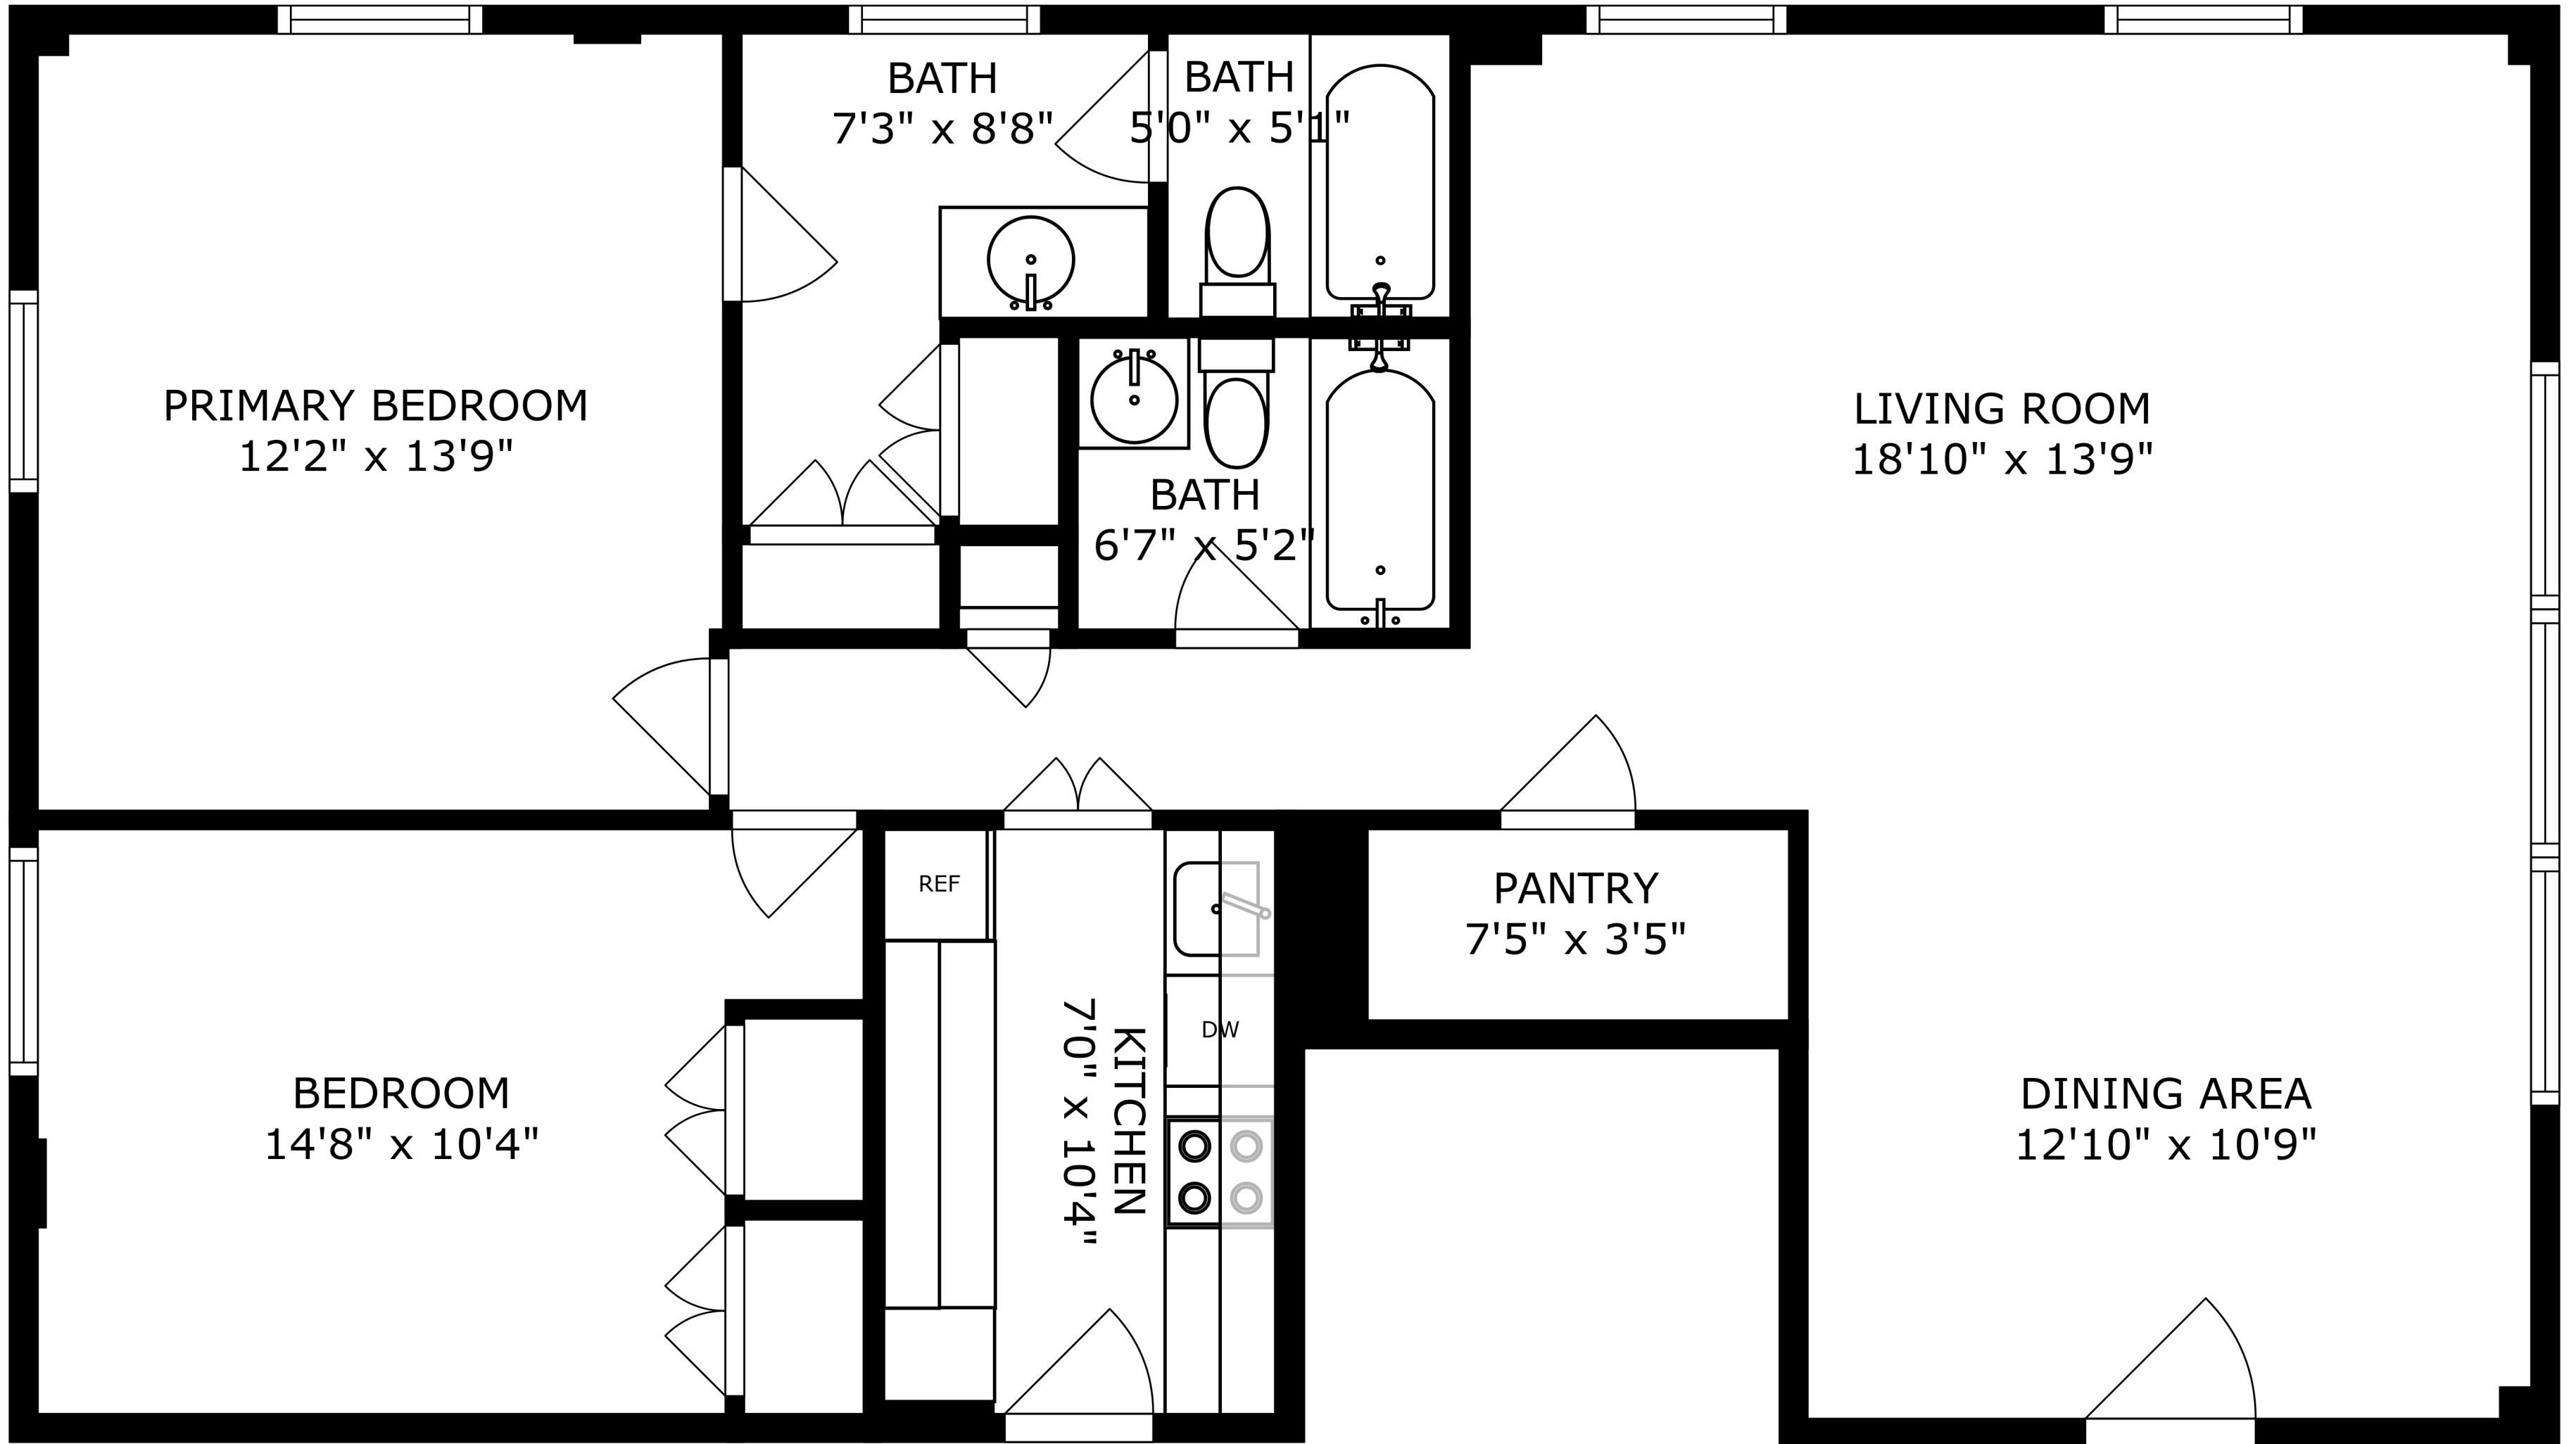 BATH
7'3" x 8'8"
BATH
5'0" x 5'1"
PRIMARY BEDROOM
12'2" x 13'9"
LIVING ROOM
18'10" x 13'9"
BATH
6'7" x 5'2"
REF
PANTRY
7'5" x 3'5"
DW
KITCHEN
7'0" x 10'4"
BEDROOM
14'8" x 10'4"
DINING AREA
12'10" x 10'9"